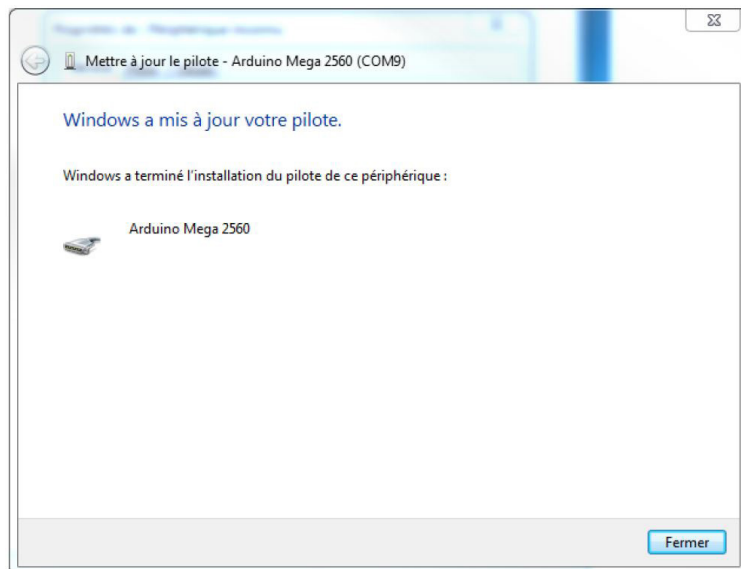 Mettre à jour le pilote - Arduino Mega 2560 (COM9)
Windows a mis à jour votre pilote.
Windows a terminé l'installation du pilote de ce périphérique :
Arduino Mega 2560
Fermer